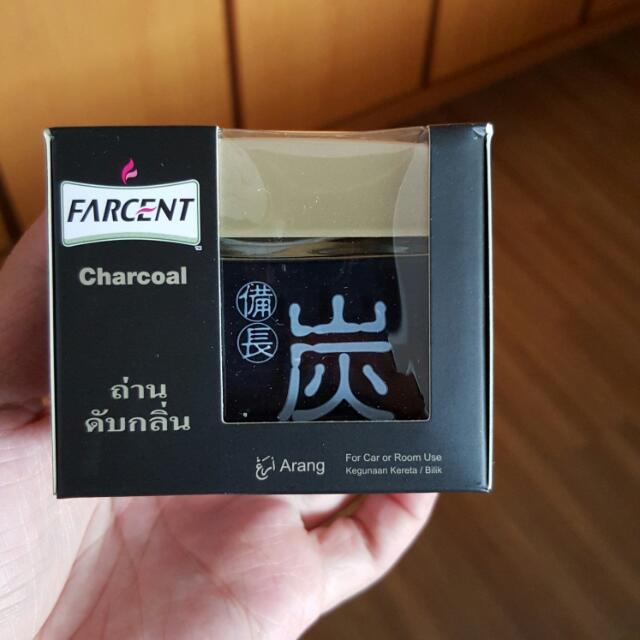 FARCENT
Charcoal
備長
炭
ถ่าน
ดับกลิ่น
Arang
For Car or Room Use
Kegunaan Kereta / Bilik